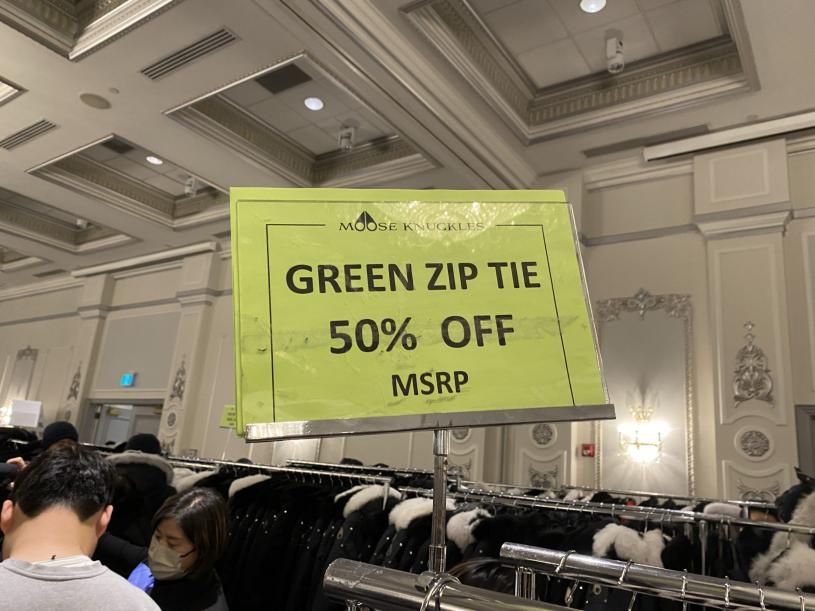 MOOSE KNUCKLES
GREEN ZIP TIE
50% OFF
MSRP